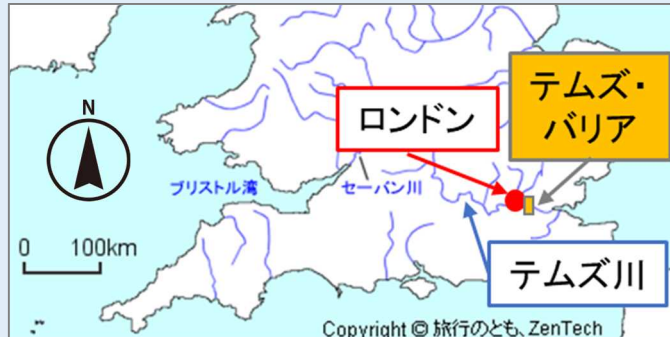 テムズ・
バリア
ロンドン
N
ブリストル湾
セーバン川
0 100km
テムズ川
Copyright © 旅行のとも、ZenTech